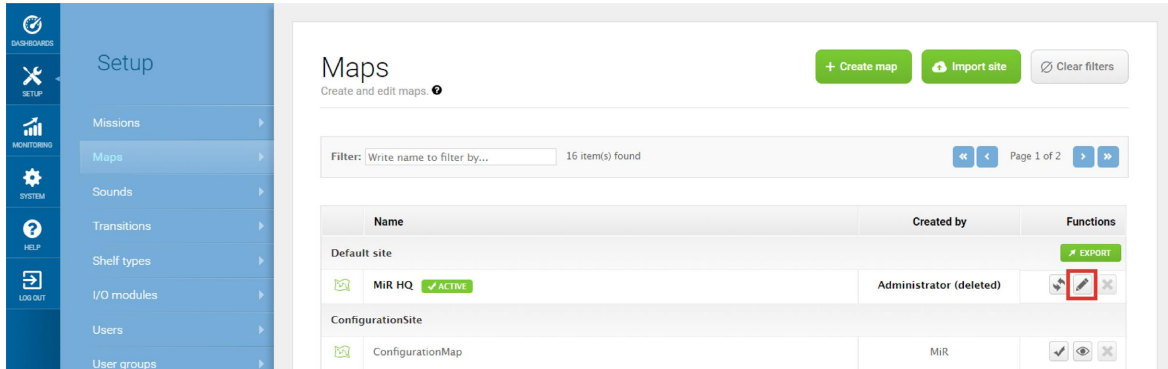 DASHBOARDS
SETUP
MONITORING
SYSTEM
HELP
LOG OUT
Setup
Missions
Maps
Sounds
Transitions
Shelf types
I/O modules
Users
User groups
Maps
Create and edit maps. ?
+ Create map
Import site
Clear filters
Filter: Write name to filter by... 16 item(s) found
« ‹ Page 1 of 2 › »
Name Created by Functions
Default site EXPORT
MiR HQ ACTIVE Administrator (deleted)
ConfigurationSite
ConfigurationMap MiR